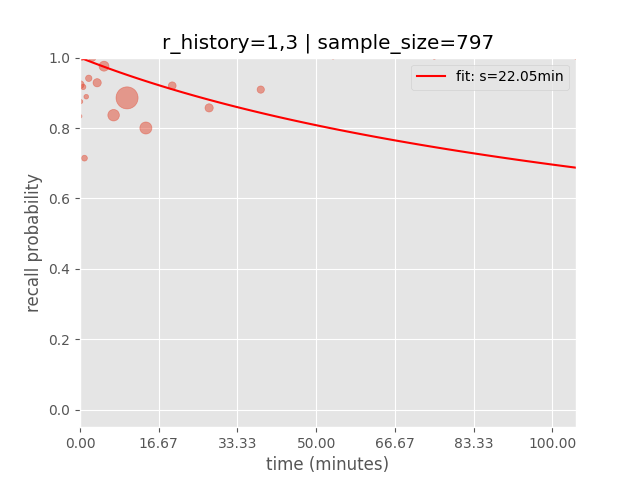 r_history=1,3 | sample_size=797
fit: s=22.05min
1.0
0.8
0.6
0.4
0.2
0.0
recall probability
0.00 16.67 33.33 50.00 66.67 83.33 100.00
time (minutes)